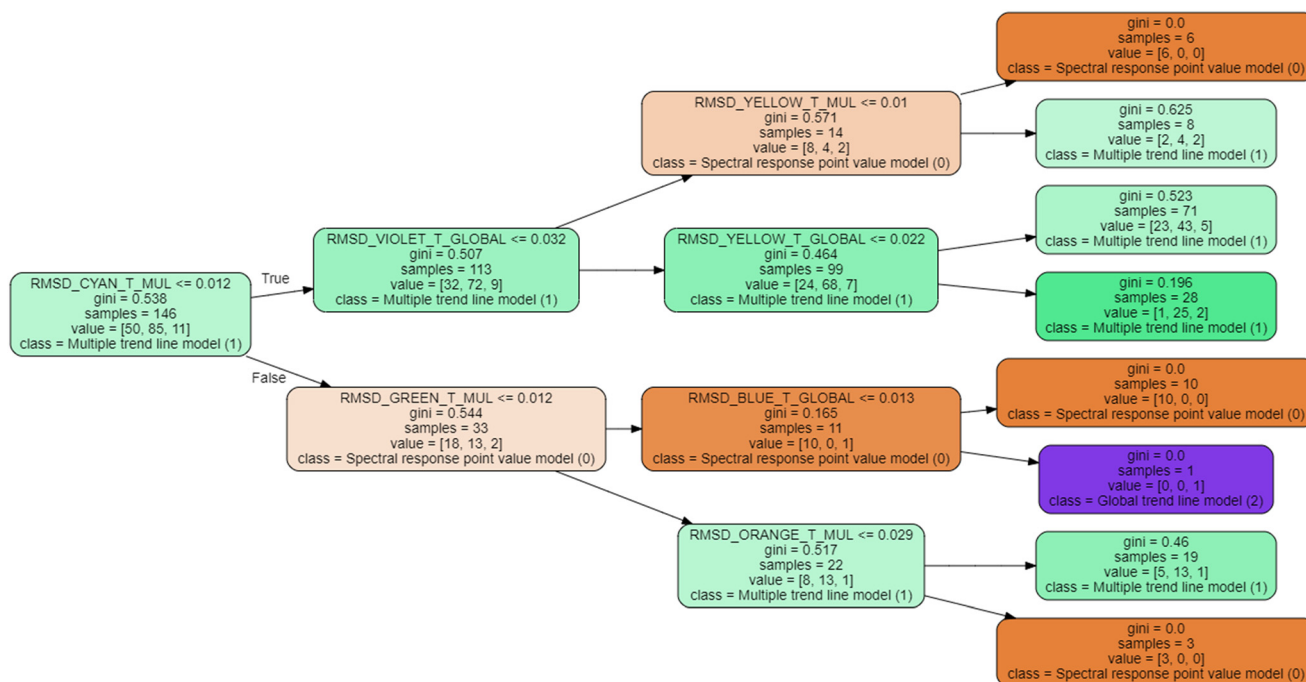 RMSD_CYAN_T_MUL <= 0.012
gini = 0.538
samples = 146
value = [50, 85, 11]
class = Multiple trend line model (1)
True
False
RMSD_VIOLET_T_GLOBAL <= 0.032
gini = 0.507
samples = 113
value = [32, 72, 9]
class = Multiple trend line model (1)
RMSD_GREEN_T_MUL <= 0.012
gini = 0.544
samples = 33
value = [18, 13, 2]
class = Spectral response point value model (0)
RMSD_YELLOW_T_MUL <= 0.01
gini = 0.571
samples = 14
value = [8, 4, 2]
class = Spectral response point value model (0)
RMSD_YELLOW_T_GLOBAL <= 0.022
gini = 0.464
samples = 99
value = [24, 68, 7]
class = Multiple trend line model (1)
RMSD_BLUE_T_GLOBAL <= 0.013
gini = 0.165
samples = 11
value = [10, 0, 1]
class = Spectral response point value model (0)
RMSD_ORANGE_T_MUL <= 0.029
gini = 0.517
samples = 22
value = [8, 13, 1]
class = Multiple trend line model (1)
gini = 0.0
samples = 6
value = [6, 0, 0]
class = Spectral response point value model (0)
gini = 0.625
samples = 8
value = [2, 4, 2]
class = Multiple trend line model (1)
gini = 0.523
samples = 71
value = [23, 43, 5]
class = Multiple trend line model (1)
gini = 0.196
samples = 28
value = [1, 25, 2]
class = Multiple trend line model (1)
gini = 0.0
samples = 10
value = [10, 0, 0]
class = Spectral response point value model (0)
gini = 0.0
samples = 1
value = [0, 0, 1]
class = Global trend line model (2)
gini = 0.46
samples = 19
value = [5, 13, 1]
class = Multiple trend line model (1)
gini = 0.0
samples = 3
value = [3, 0, 0]
class = Spectral response point value model (0)